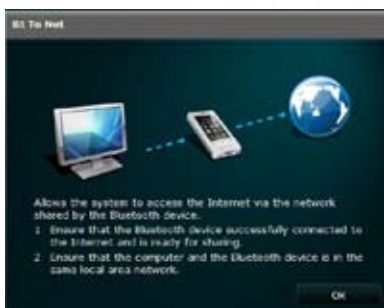 Bt To Net
Allows the system to access the Internet via the network
shared by the Bluetooth device.
1 Ensure that the Bluetooth device successfully connected to
the Internet and is ready for sharing.
2 Ensure that the computer and the Bluetooth device is in the
same local area network.
OK